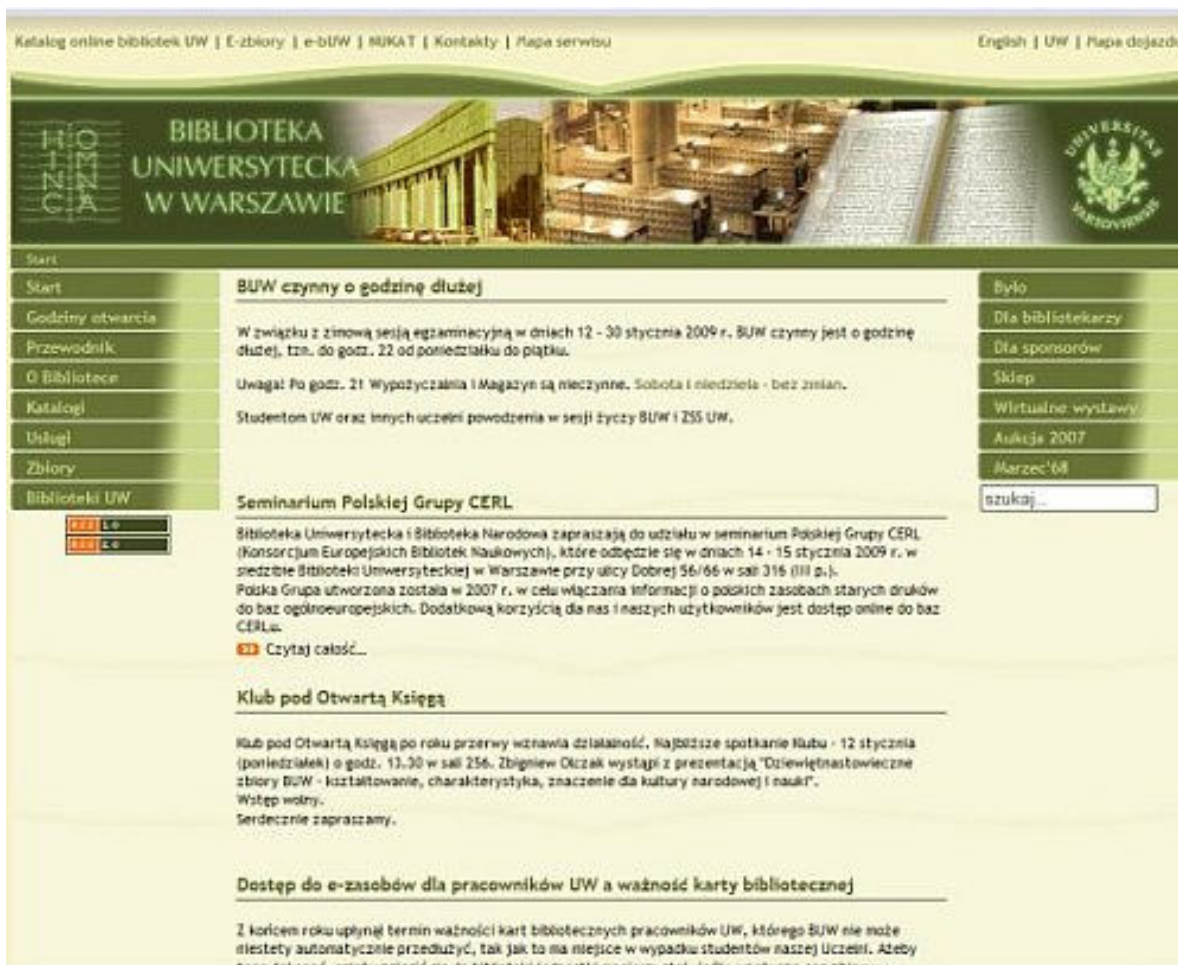 Katalog online bibliotek UW | E-zbiory | e-bUW | NUKAT | Kontakty | Mapa serwisu
English | UW | Mapa dojazdu
HINC OMNIA
BIBLIOTEKA
UNIWERSYTECKA
W WARSZAWIE
UNIVERSITAS
VARSOVIENSIS
Start
Start
Godziny otwarcia
Przewodnik
O Bibliotece
Katalogi
Usługi
Zbiory
Biblioteki UW
BUW czynny o godzinę dłużej
W związku z zimową sesją egzaminacyjną w dniach 12 - 30 stycznia 2009 r. BUW czynny jest o godzinę
dłużej, tzn. do godz. 22 od poniedziałku do piątku.
Uwaga! Po godz. 21 Wypożyczalnia i Magazyn są nieczynne. Sobota i niedziela - bez zmian.
Studentom UW oraz innych uczelni powodzenia w sesji życzy BUW i ZSS UW.
Seminarium Polskiej Grupy CERL
Biblioteka Uniwersytecka i Biblioteka Narodowa zapraszają do udziału w seminarium Polskiej Grupy CERL
(Konsorcjum Europejskich Bibliotek Naukowych), które odbędzie się w dniach 14 - 15 stycznia 2009 r. w
siedzibie Biblioteki Uniwersyteckiej w Warszawie przy ulicy Dobrej 56/66 w sali 316 (III p.).
Polska Grupa utworzona została w 2007 r. w celu włączania informacji o polskich zasobach starych druków
do baz ogólnoeuropejskich. Dodatkową korzyścią dla nas i naszych użytkowników jest dostęp online do baz
CERLu.
Czytaj całość...
Klub pod Otwartą Księgą
Klub pod Otwartą Księgą po roku przerwy wznawia działalność. Najbliższe spotkanie Klubu - 12 stycznia
(poniedziałek) o godz. 13.30 w sali 256. Zbigniew Olczak wystąpi z prezentacją "Dziewiętnastowieczne
zbiory BUW - kształtowanie, charakterystyka, znaczenie dla kultury narodowej i nauki".
Wstęp wolny.
Serdecznie zapraszamy.
Dostęp do e-zasobów dla pracowników UW a ważność karty bibliotecznej
Z końcem roku upłynął termin ważności kart bibliotecznych pracowników UW, którego BUW nie może
niestety automatycznie przedłużyć, tak jak to ma miejsce w wypadku studentów naszej Uczelni. Ażeby
Było
Dla bibliotekarzy
Dla sponsorów
Sklep
Wirtualne wystawy
Aukcja 2007
Marzec'68
szukaj...